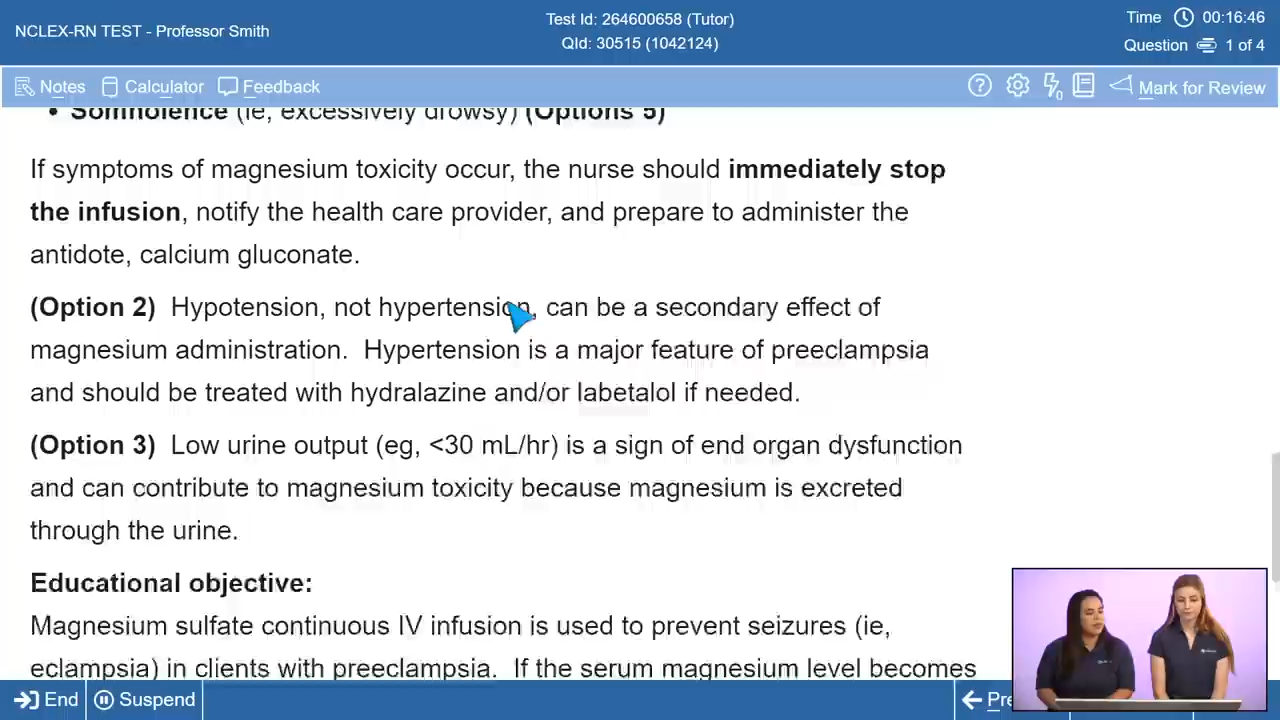 NCLEX-RN TEST - Professor Smith
Test Id: 264600658 (Tutor)
QId: 30515 (1042124)
Time 00:16:46
Question 1 of 4
Notes Calculator Feedback Mark for Review
• Somnolence (ie, excessively drowsy) (Options 5)
If symptoms of magnesium toxicity occur, the nurse should immediately stop
the infusion, notify the health care provider, and prepare to administer the
antidote, calcium gluconate.
(Option 2) Hypotension, not hypertension, can be a secondary effect of
magnesium administration. Hypertension is a major feature of preeclampsia
and should be treated with hydralazine and/or labetalol if needed.
(Option 3) Low urine output (eg, <30 mL/hr) is a sign of end organ dysfunction
and can contribute to magnesium toxicity because magnesium is excreted
through the urine.
Educational objective:
Magnesium sulfate continuous IV infusion is used to prevent seizures (ie,
eclampsia) in clients with preeclampsia. If the serum magnesium level becomes
End Suspend